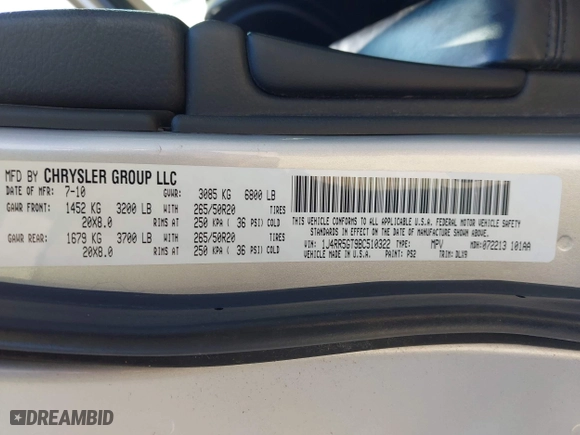 MFD BY CHRYSLER GROUP LLC
DATE OF MFR: 7-10 GVWR: 3085 KG 6800 LB
GAWR FRONT: 1452 KG 3200 LB WITH 265/50R20 TIRES
20X8.0 RIMS AT 250 KPA ( 36 PSI) COLD
GAWR REAR: 1679 KG 3700 LB WITH 265/50R20 TIRES
20X8.0 RIMS AT 250 KPA ( 36 PSI) COLD
THIS VEHICLE CONFORMS TO ALL APPLICABLE U.S.A. FEDERAL MOTOR VEHICLE SAFETY
STANDARDS IN EFFECT ON THE DATE OF MANUFACTURE SHOWN ABOVE.
VIN: 1J4RR5GT9BC510322 TYPE: MPV MDH: 072213 101AA
VEHICLE MADE IN U.S.A. PAINT: PS2 TRIM: DLX9
DREAMBID